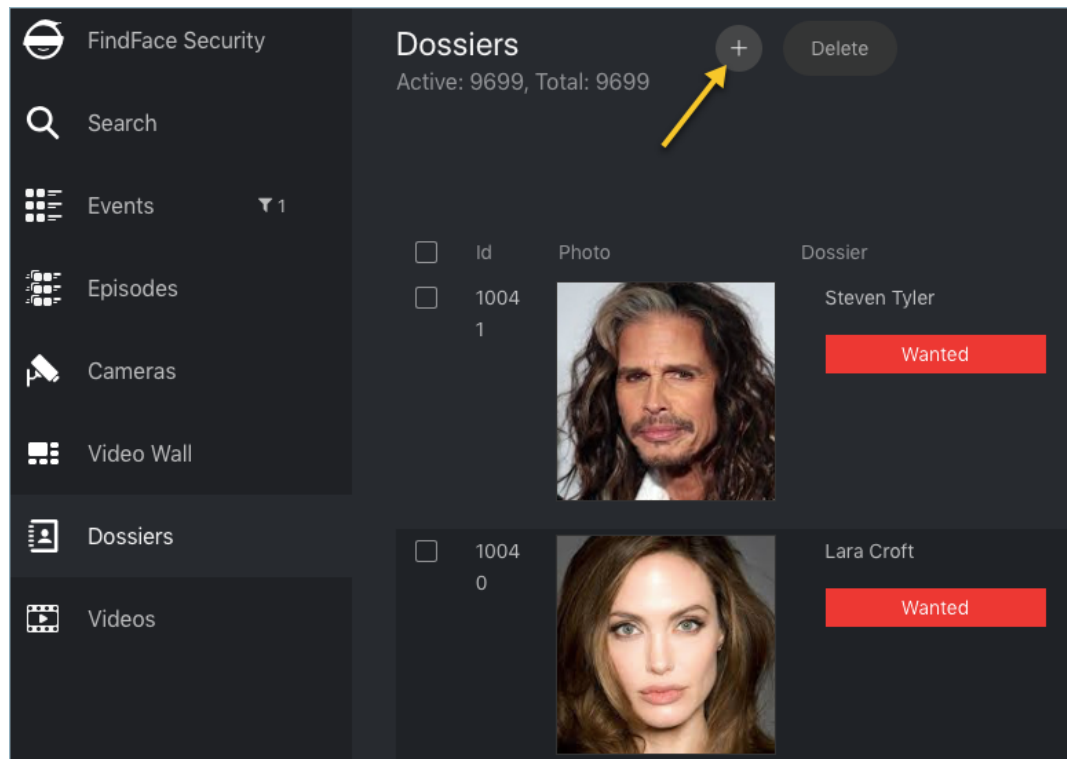 FindFace Security
Search
Events 1
Episodes
Cameras
Video Wall
Dossiers
Videos
Dossiers
+ Delete
Active: 9699, Total: 9699
Id Photo Dossier
1004
1
Steven Tyler
Wanted
1004
0
Lara Croft
Wanted